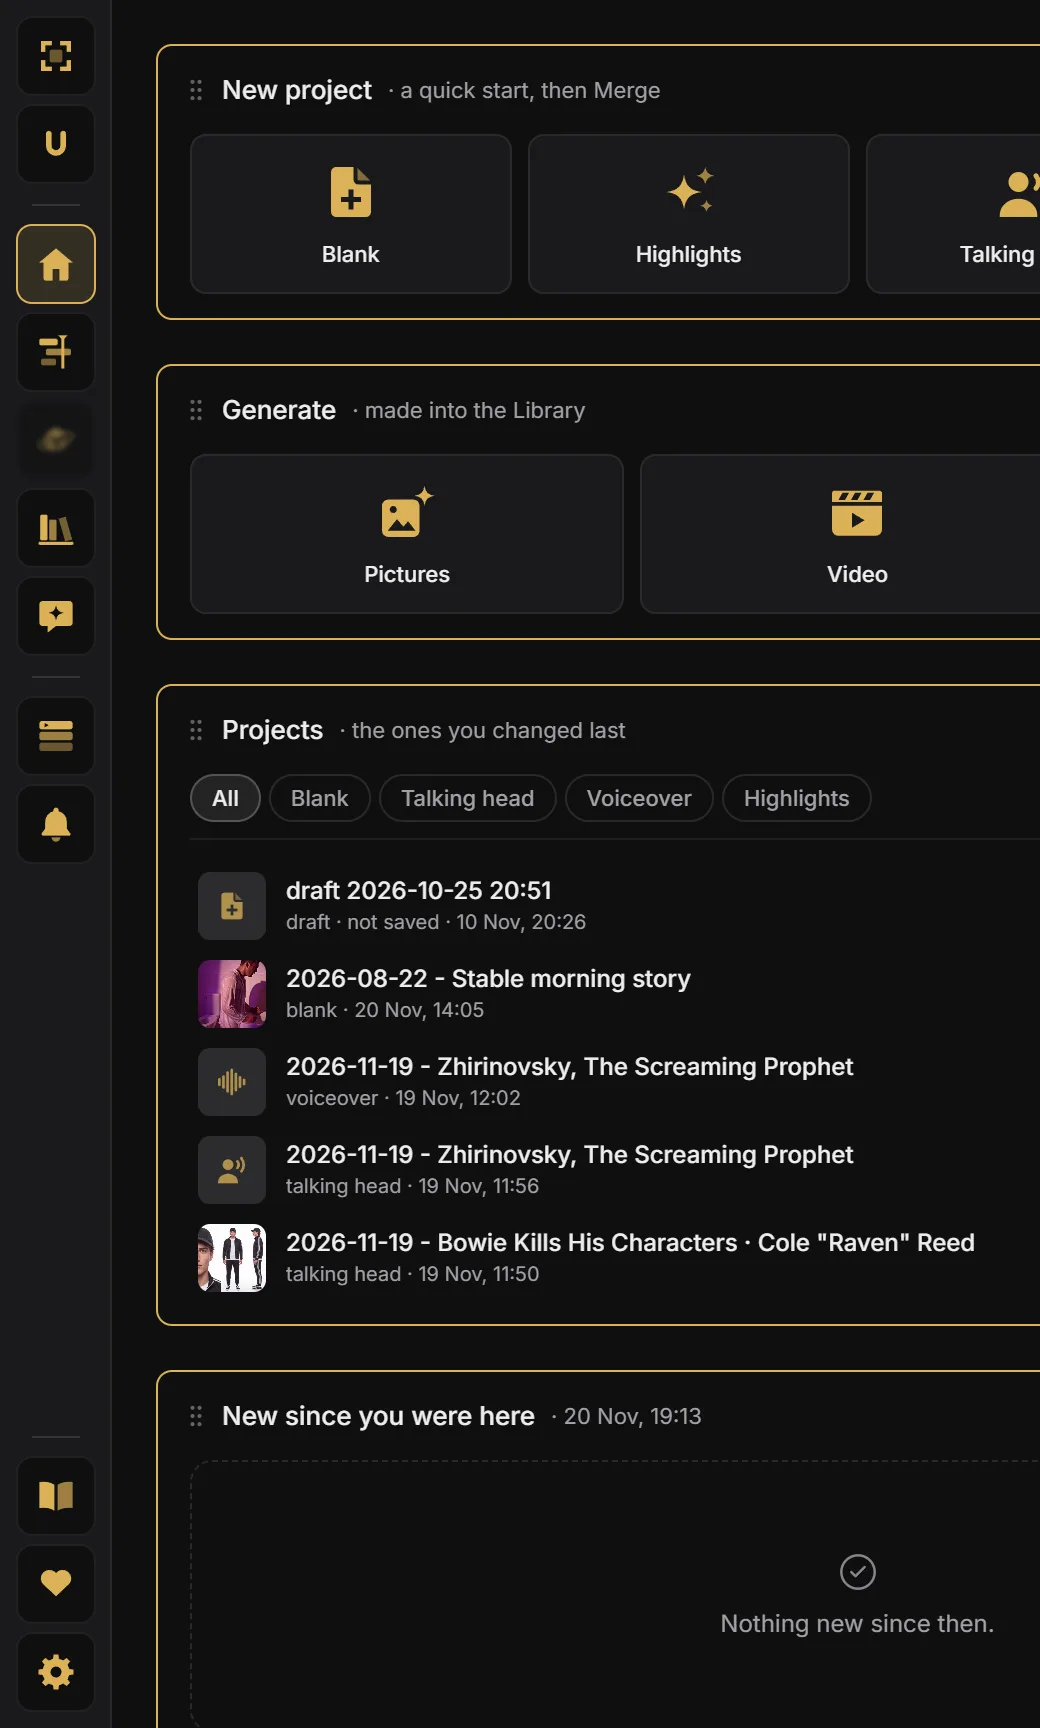 U
New project · a quick start, then Merge
Blank
Highlights
Talking
Generate · made into the Library
Pictures
Video
Projects · the ones you changed last
All
Blank
Talking head
Voiceover
Highlights
draft 2026-10-25 20:51
draft · not saved · 10 Nov, 20:26
2026-08-22 - Stable morning story
blank · 20 Nov, 14:05
2026-11-19 - Zhirinovsky, The Screaming Prophet
voiceover · 19 Nov, 12:02
2026-11-19 - Zhirinovsky, The Screaming Prophet
talking head · 19 Nov, 11:56
2026-11-19 - Bowie Kills His Characters · Cole "Raven" Reed
talking head · 19 Nov, 11:50
New since you were here · 20 Nov, 19:13
Nothing new since then.